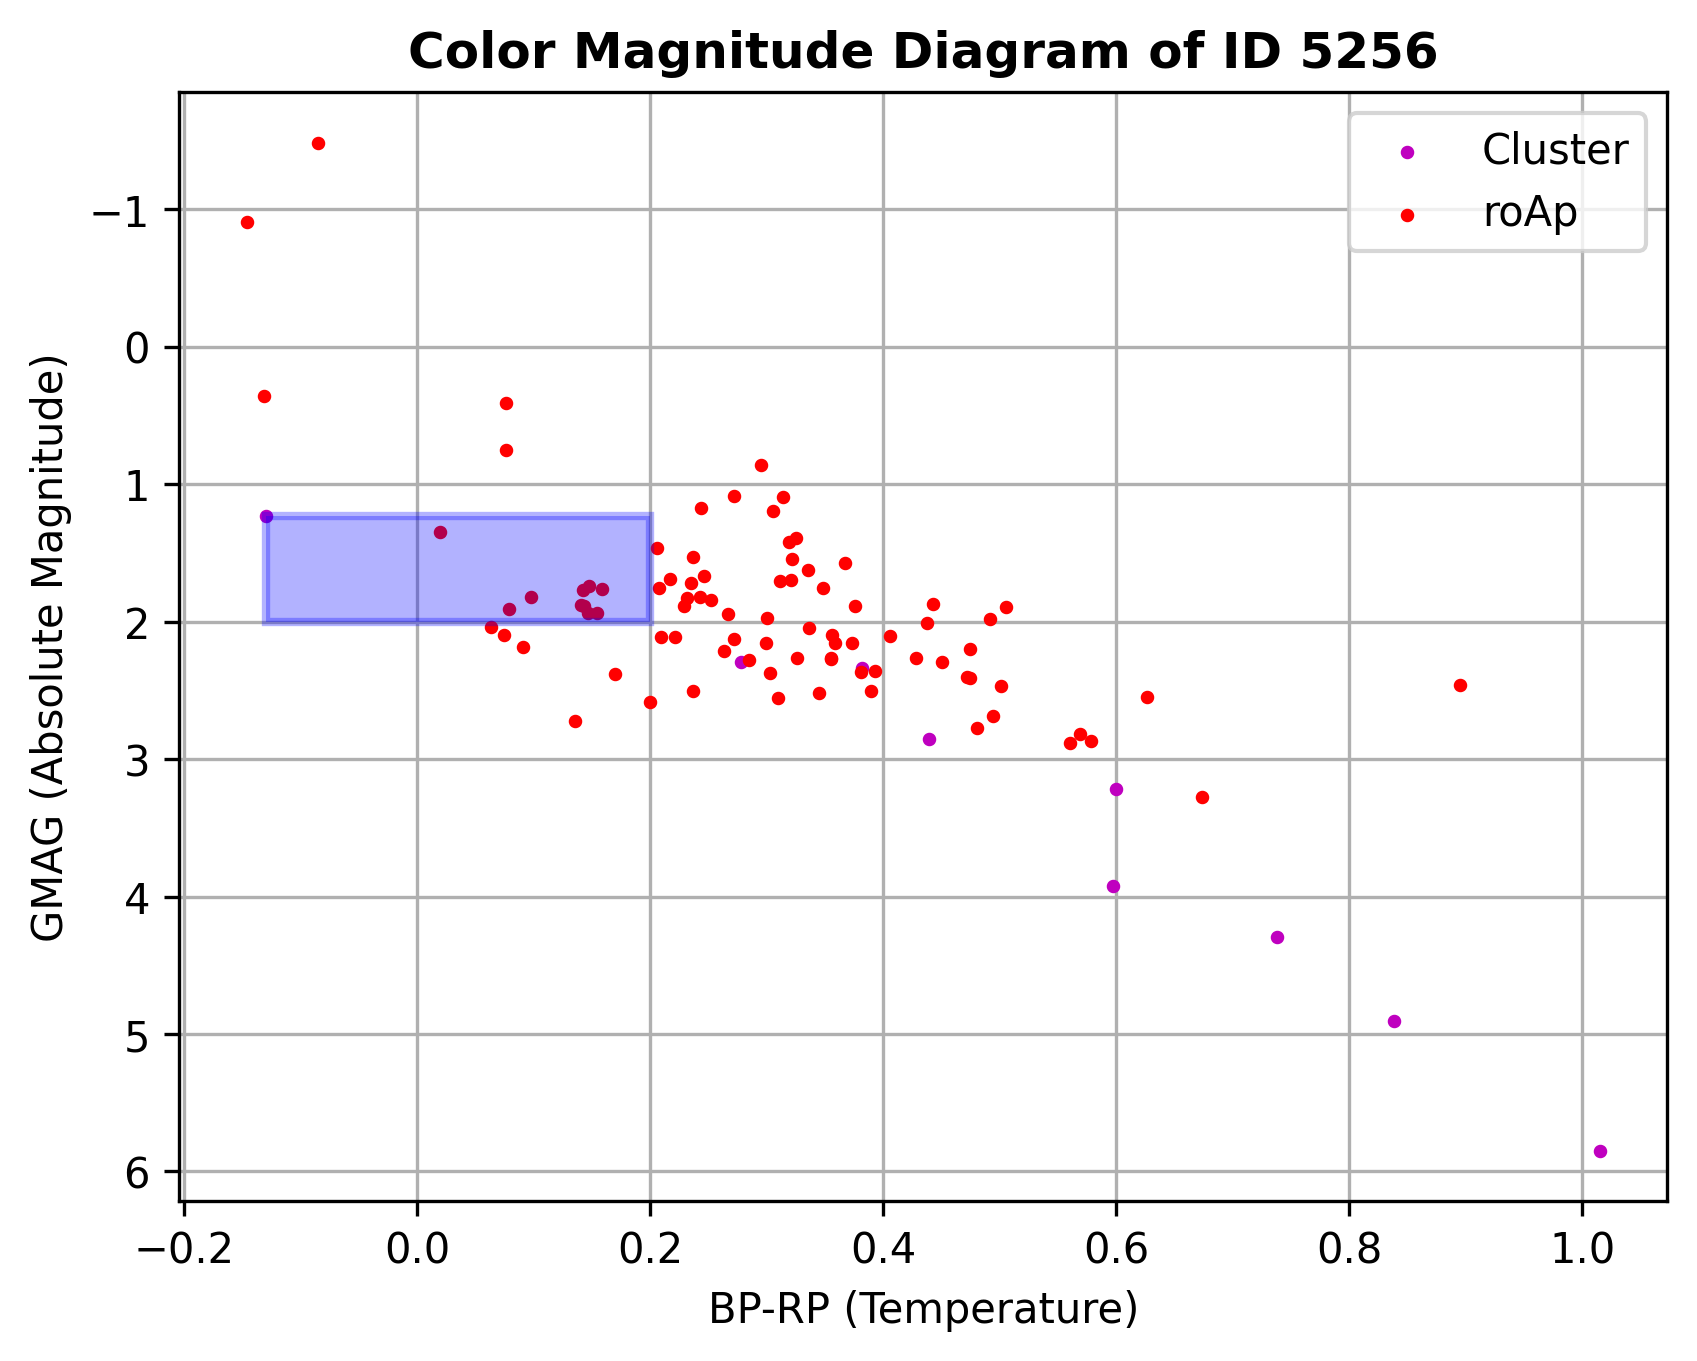 Color Magnitude Diagram of ID 5256
Cluster
roAp
−1
0
1
2
3
4
5
6
GMAG (Absolute Magnitude)
−0.2 0.0 0.2 0.4 0.6 0.8 1.0
BP-RP (Temperature)